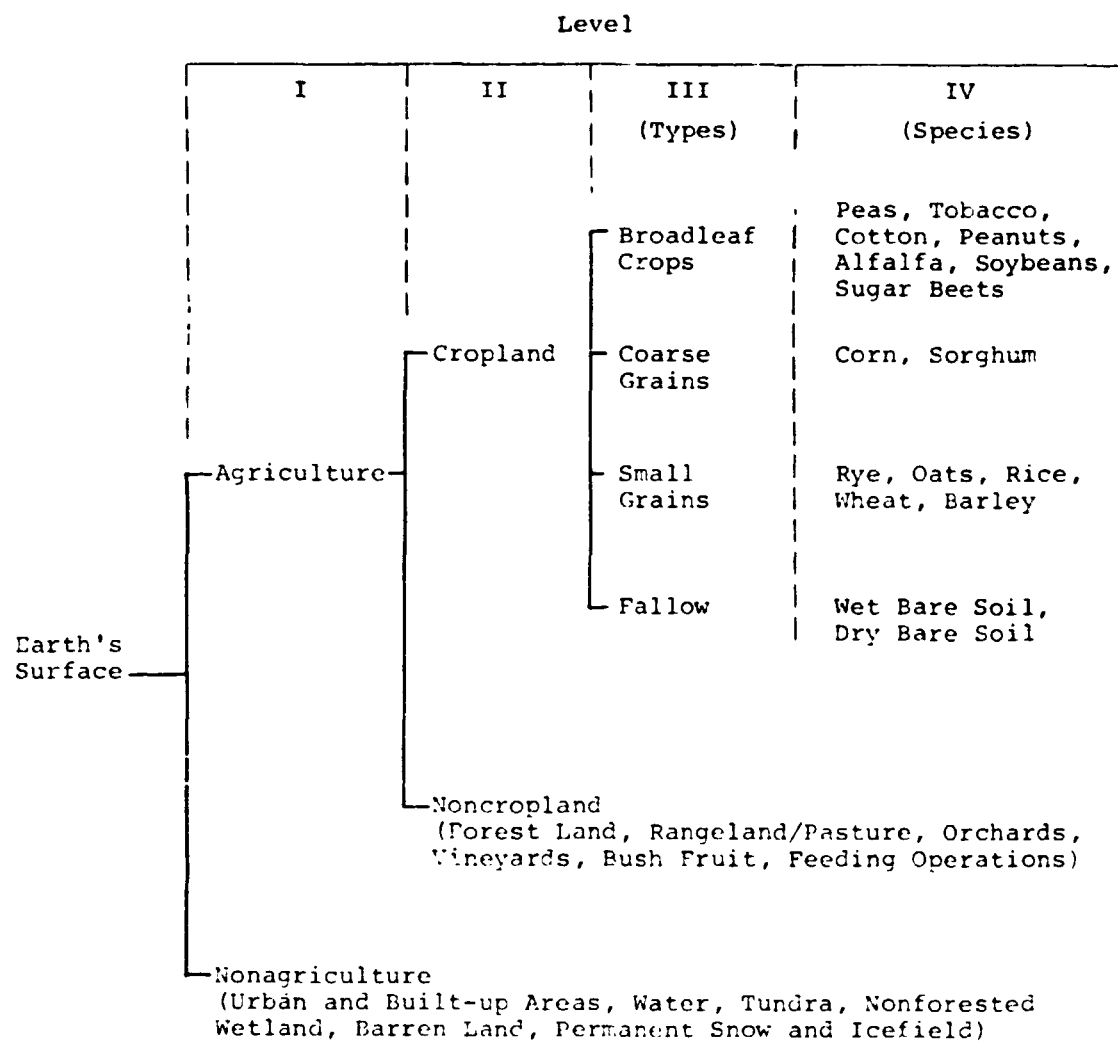 Level
I II III IV
(Types) (Species)
Broadleaf
Crops
Peas, Tobacco,
Cotton, Peanuts,
Alfalfa, Soybeans,
Sugar Beets
Cropland
Coarse
Grains
Corn, Sorghum
Agriculture
Small
Grains
Rye, Oats, Rice,
Wheat, Barley
Fallow
Wet Bare Soil,
Dry Bare Soil
Earth's
Surface
Noncropland
(Forest Land, Rangeland/Pasture, Orchards,
Vineyards, Bush Fruit, Feeding Operations)
Nonagriculture
(Urban and Built-up Areas, Water, Tundra, Nonforested
Wetland, Barren Land, Permanent Snow and Icefield)